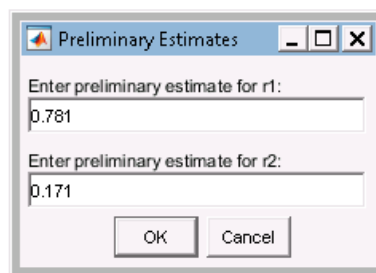 Preliminary Estimates
Enter preliminary estimate for r1:
0.781
Enter preliminary estimate for r2:
0.171
OK Cancel